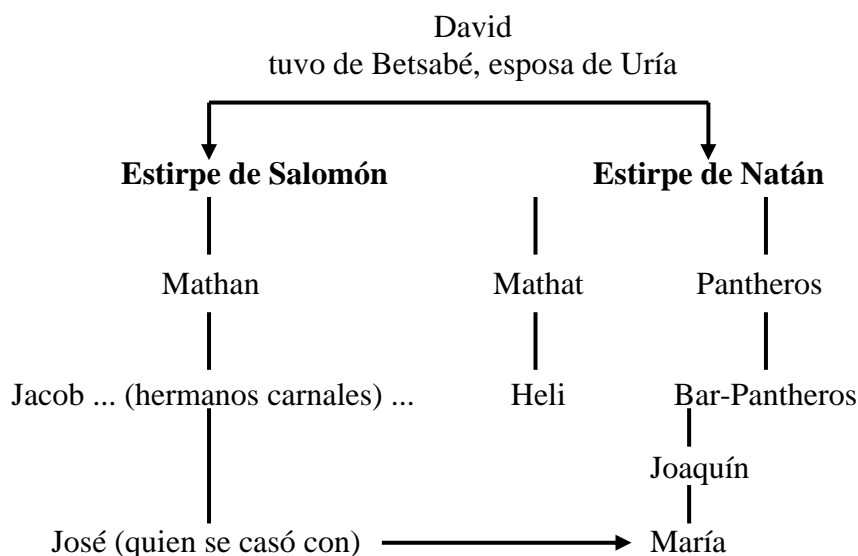 David
tuvo de Betsabé, esposa de Uría
Estirpe de Salomón Estirpe de Natán
Mathan Mathat Pantheros
Jacob ... (hermanos carnales) ... Heli Bar-Pantheros
Joaquín
José (quien se casó con) María